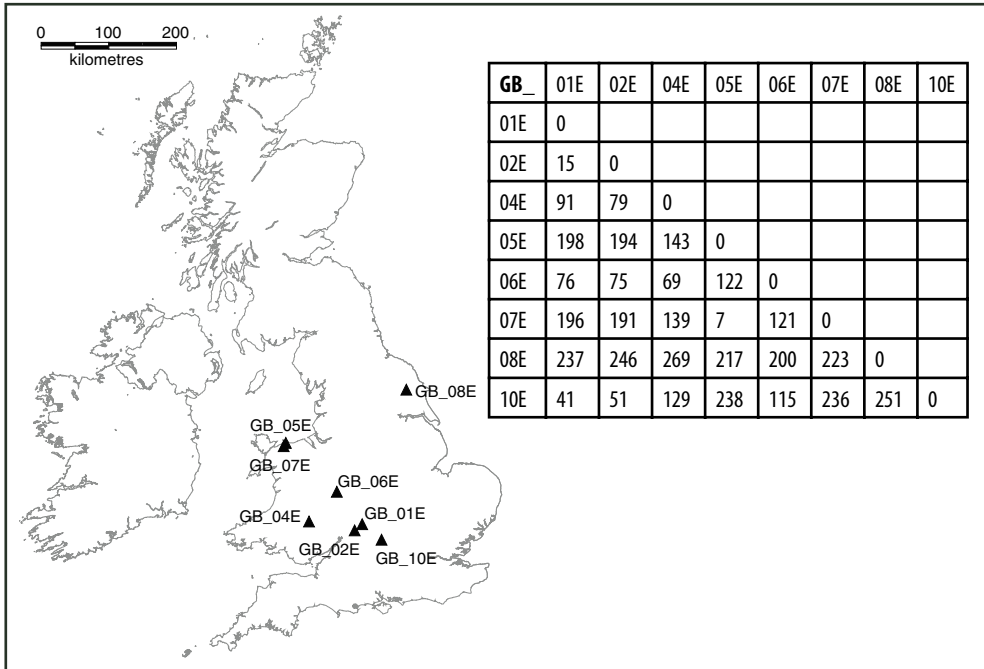 0 100 200
kilometres
GB_08E
GB_05E
GB_07E
GB_06E
GB_04E
GB_01E
GB_02E
GB_10E
GB_ 01E 02E 04E 05E 06E 07E 08E 10E
01E 0
02E 15 0
04E 91 79 0
05E 198 194 143 0
06E 76 75 69 122 0
07E 196 191 139 7 121 0
08E 237 246 269 217 200 223 0
10E 41 51 129 238 115 236 251 0